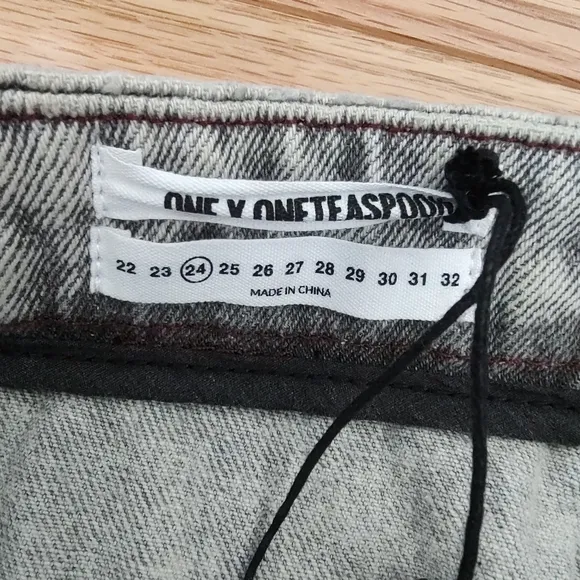 ONE X ONETEASPOON
22 23 24 25 26 27 28 29 30 31 32
MADE IN CHINA